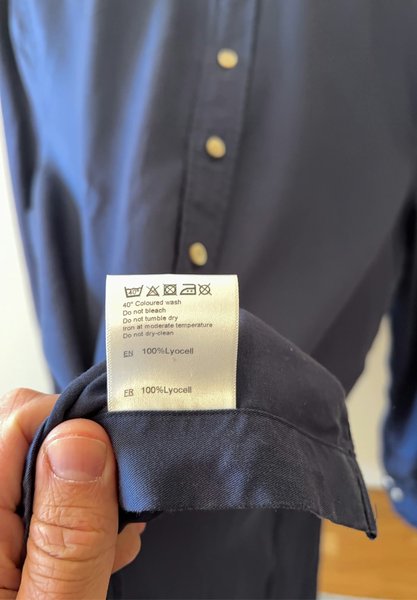 40°
40° Coloured wash
Do not bleach
Do not tumble dry
Iron at moderate temperature
Do not dry-clean
EN 100%Lyocell
FR 100%Lyocell